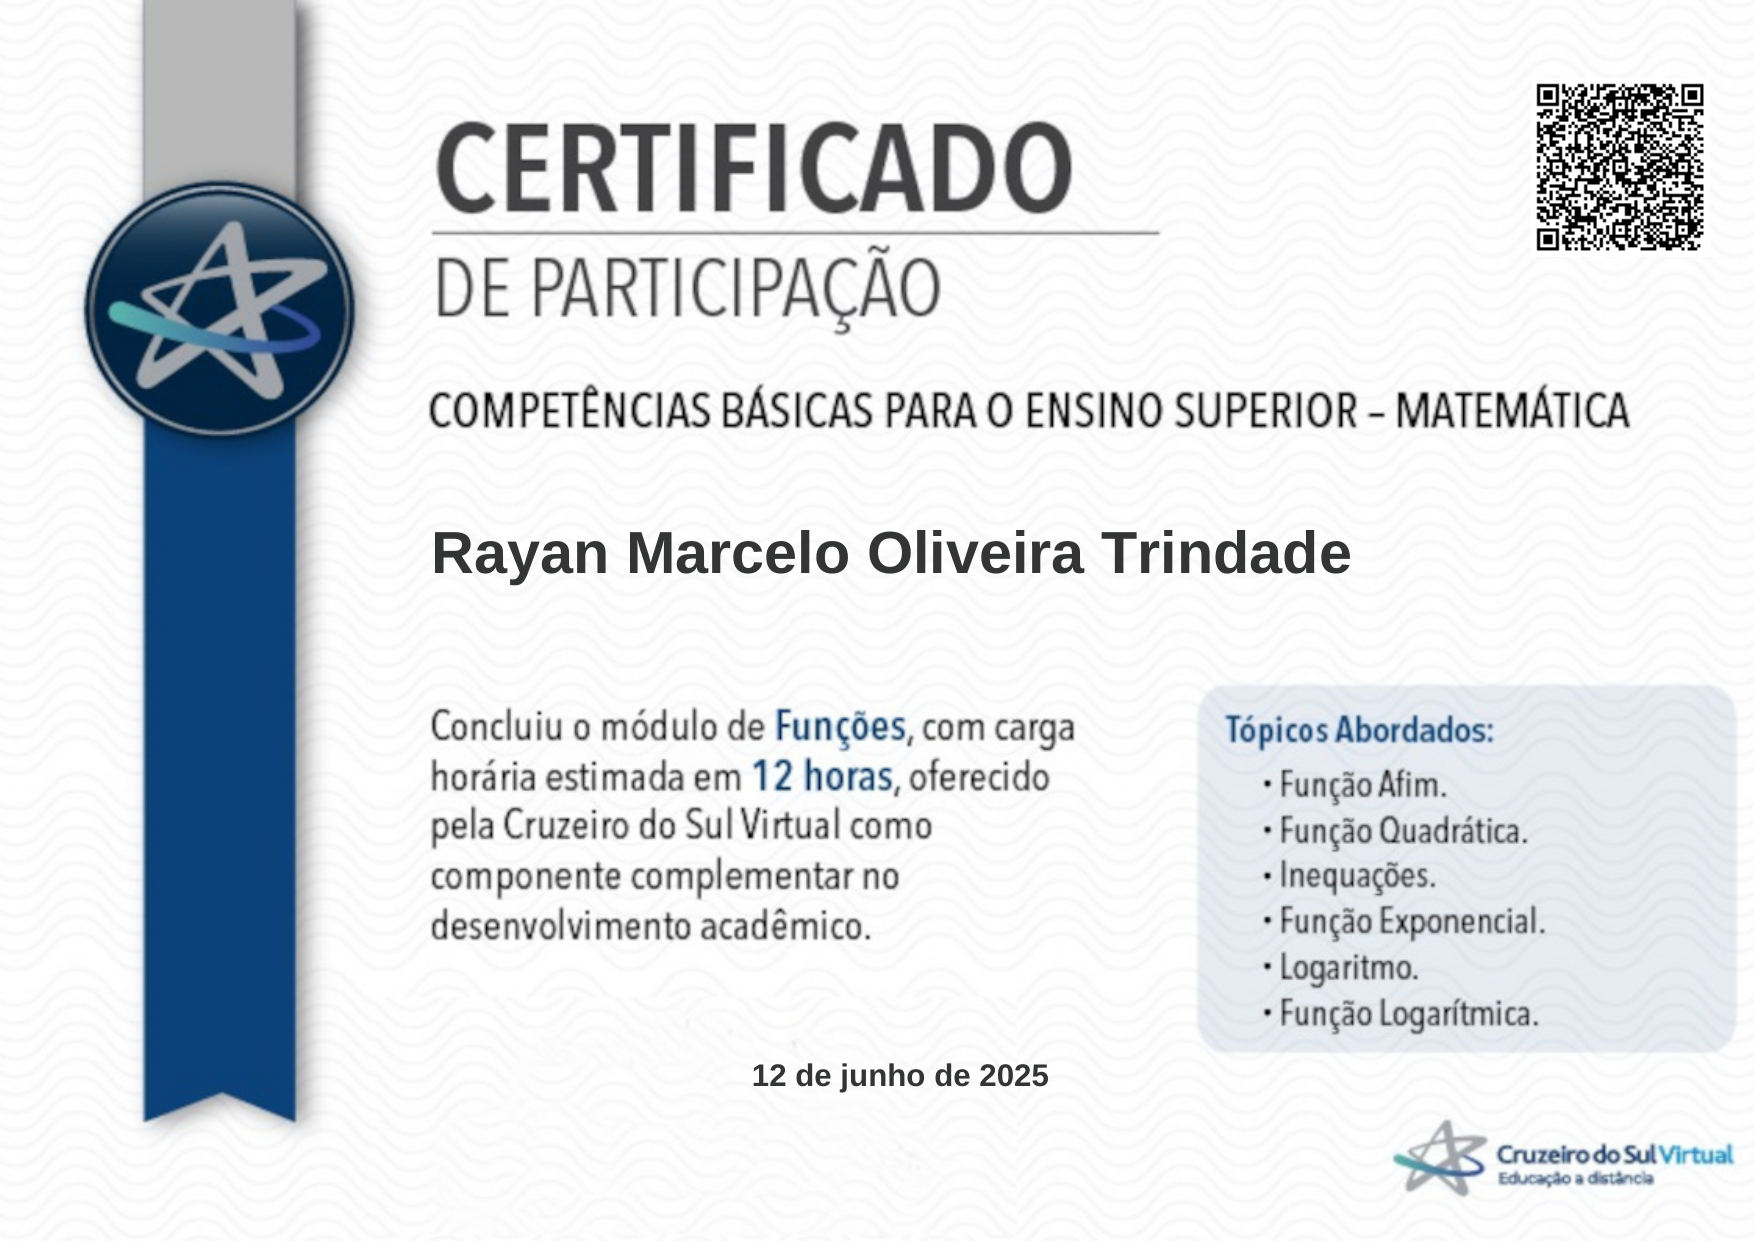 CERTIFICADO
DE PARTICIPAÇÃO
COMPETÊNCIAS BÁSICAS PARA O ENSINO SUPERIOR – MATEMÁTICA
Rayan Marcelo Oliveira Trindade
Concluiu o módulo de Funções, com carga
horária estimada em 12 horas, oferecido
pela Cruzeiro do Sul Virtual como
componente complementar no
desenvolvimento acadêmico.
Tópicos Abordados:
• Função Afim.
• Função Quadrática.
• Inequações.
• Função Exponencial.
• Logaritmo.
• Função Logarítmica.
12 de junho de 2025
Cruzeiro do Sul Virtual
Educação a distância